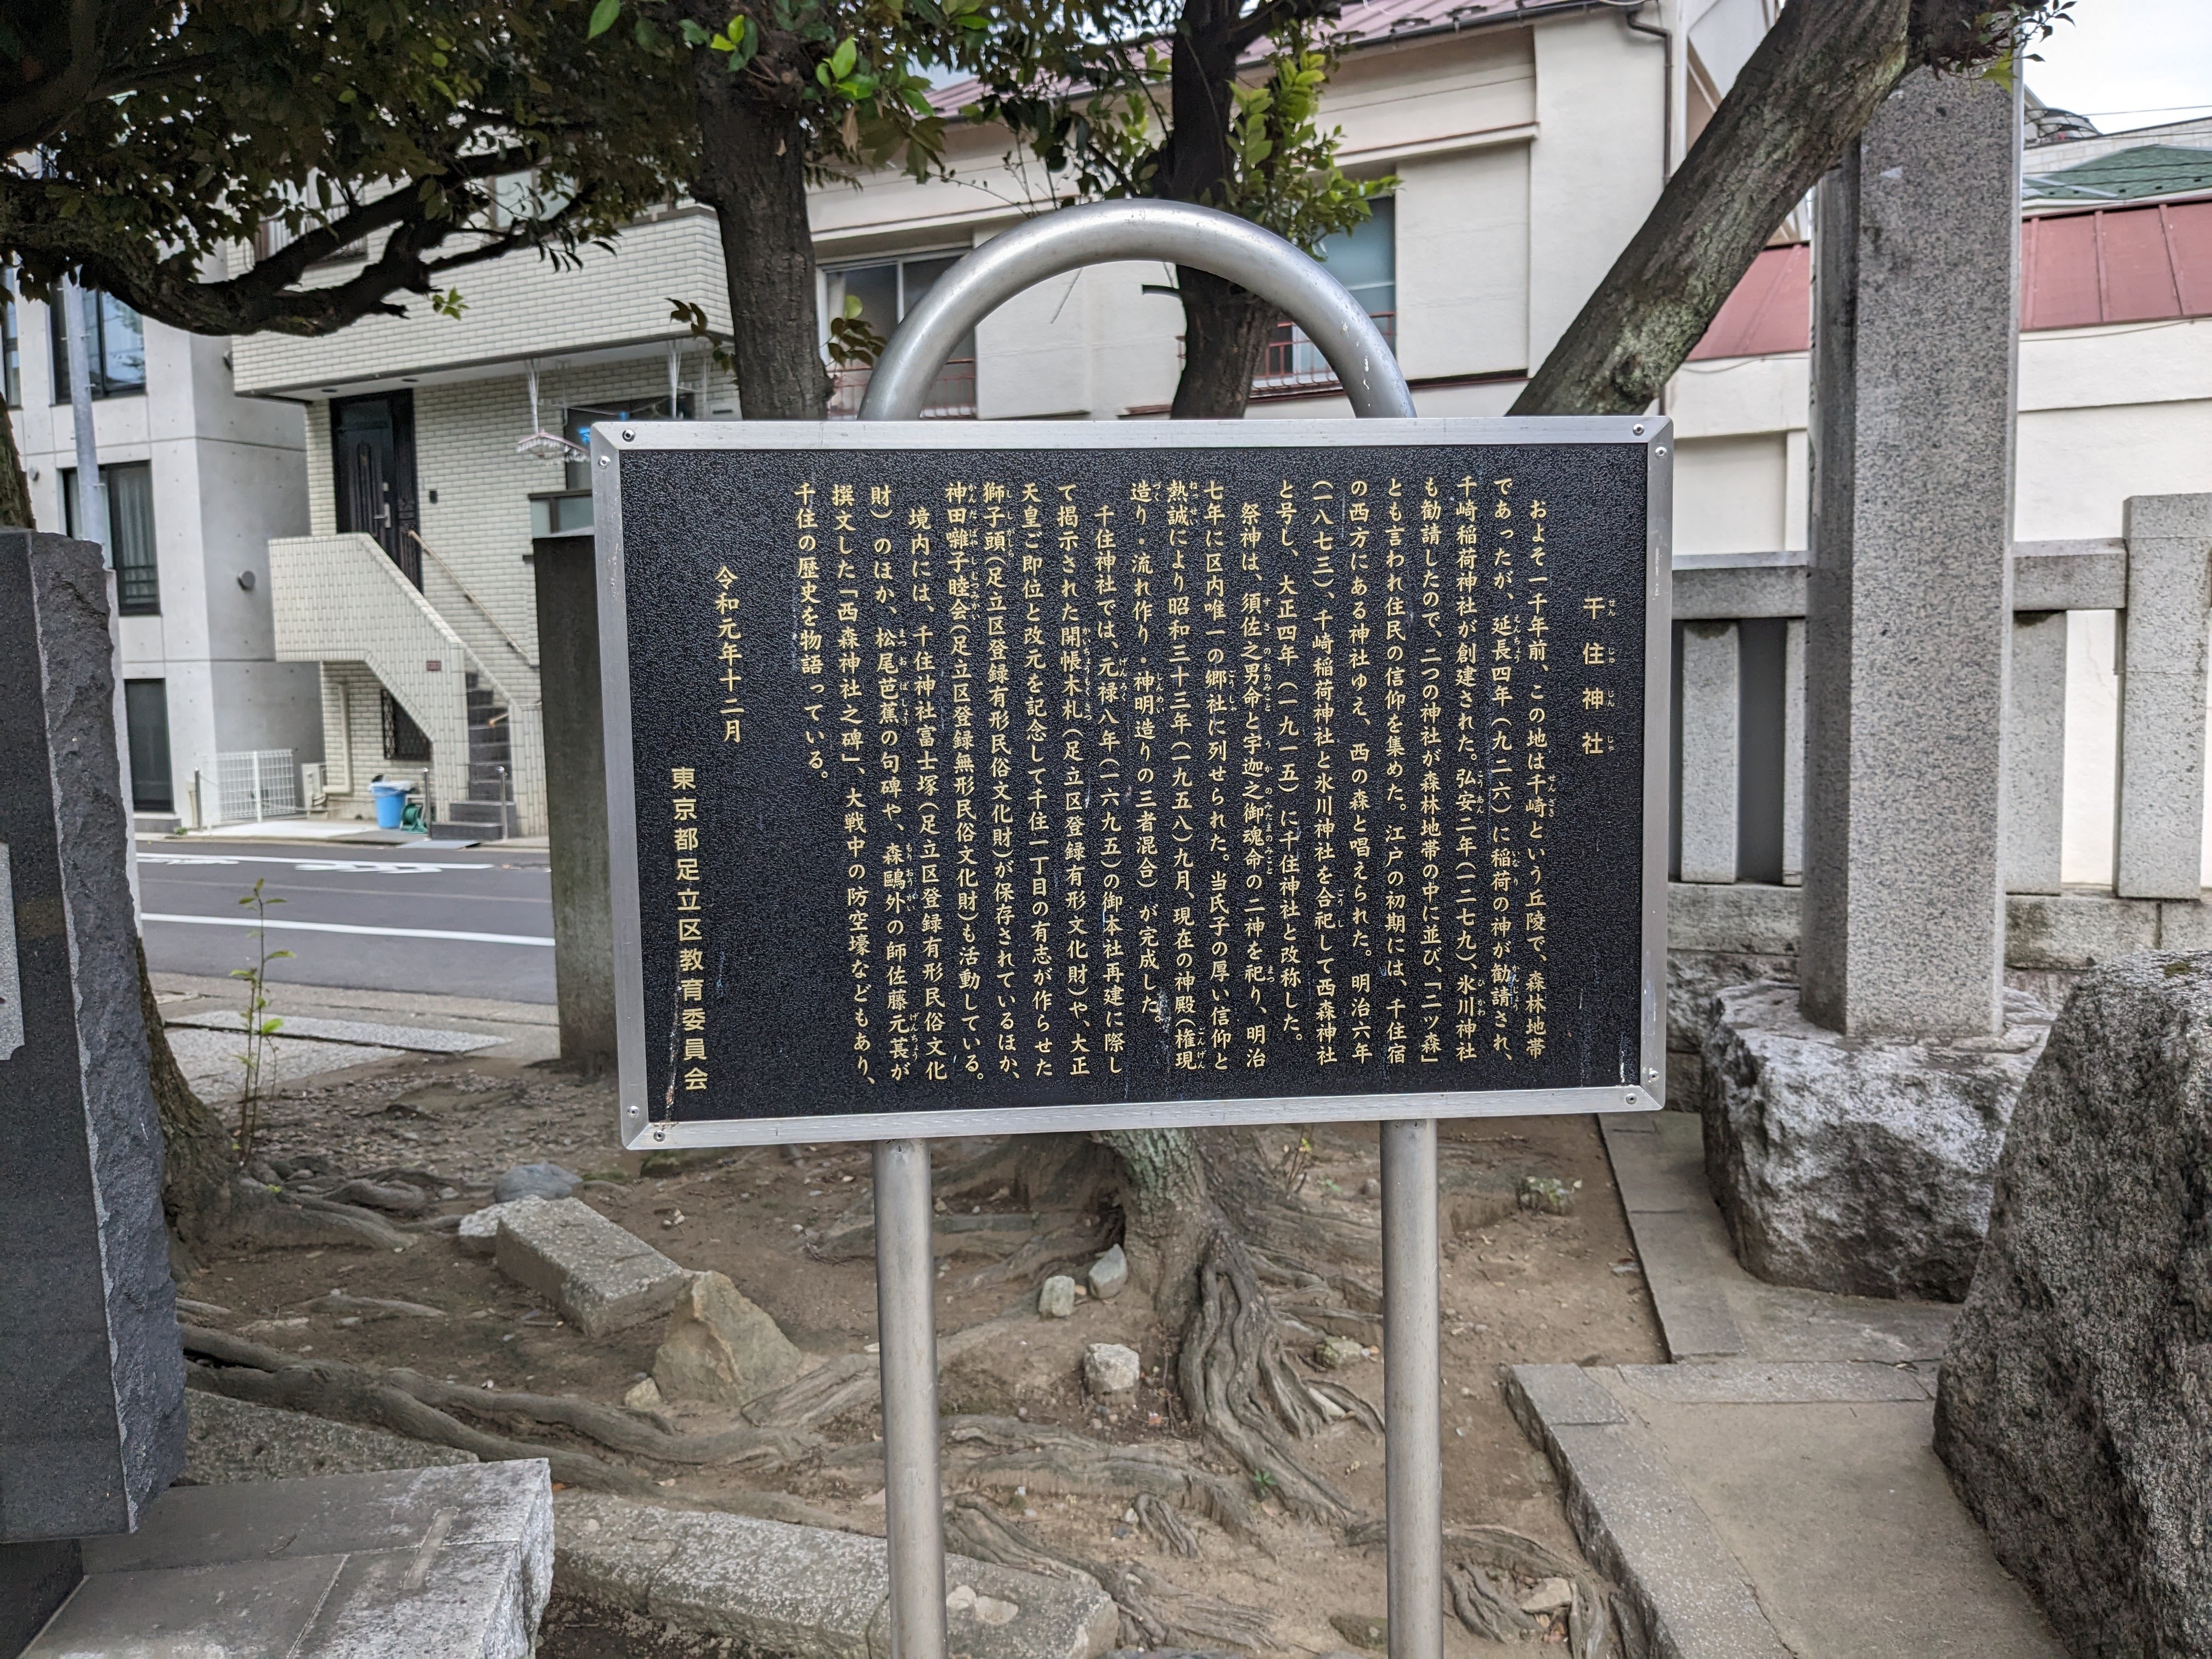 千住神社
およそ一千年前、この地は千崎という丘陵で、森林地帯
であったが、延長四年（九二六）に稲荷の神が勧請され、
千崎稲荷神社が創建された。弘安二年（一二七九）、氷川神社
も勧請したので、二つの神社が森林地帯の中に並び、「二ツ森」
とも言われ住民の信仰を集めた。江戸の初期には、千住宿
の西方にある神社ゆえ、西の森と唱えられた。明治六年
（一八七三）、千崎稲荷神社と氷川神社を合祀して西森神社
と号し、大正四年（一九一五）に千住神社と改称した。
祭神は、須佐之男命と宇迦之御魂命の二神を祀り、明治
七年に区内唯一の郷社に列せられた。当氏子の厚い信仰と
熱誠により昭和三十三年（一九五八）九月、現在の神殿（権現
造り・流れ作り・神明造りの三者混合）が完成した。
千住神社では、元禄八年（一六九五）の御本社再建に際し
て掲示された開帳木札（足立区登録有形文化財）や、大正
天皇ご即位と改元を記念して千住一丁目の有志が作らせた
獅子頭（足立区登録有形民俗文化財）が保存されているほか、
神田囃子睦会（足立区登録無形民俗文化財）も活動している。
境内には、千住神社富士塚（足立区登録有形民俗文化
財）のほか、松尾芭蕉の句碑や、森鷗外の師佐藤元萇が
撰文した「西森神社之碑」、大戦中の防空壕などもあり、
千住の歴史を物語っている。
令和元年十二月
東京都足立区教育委員会